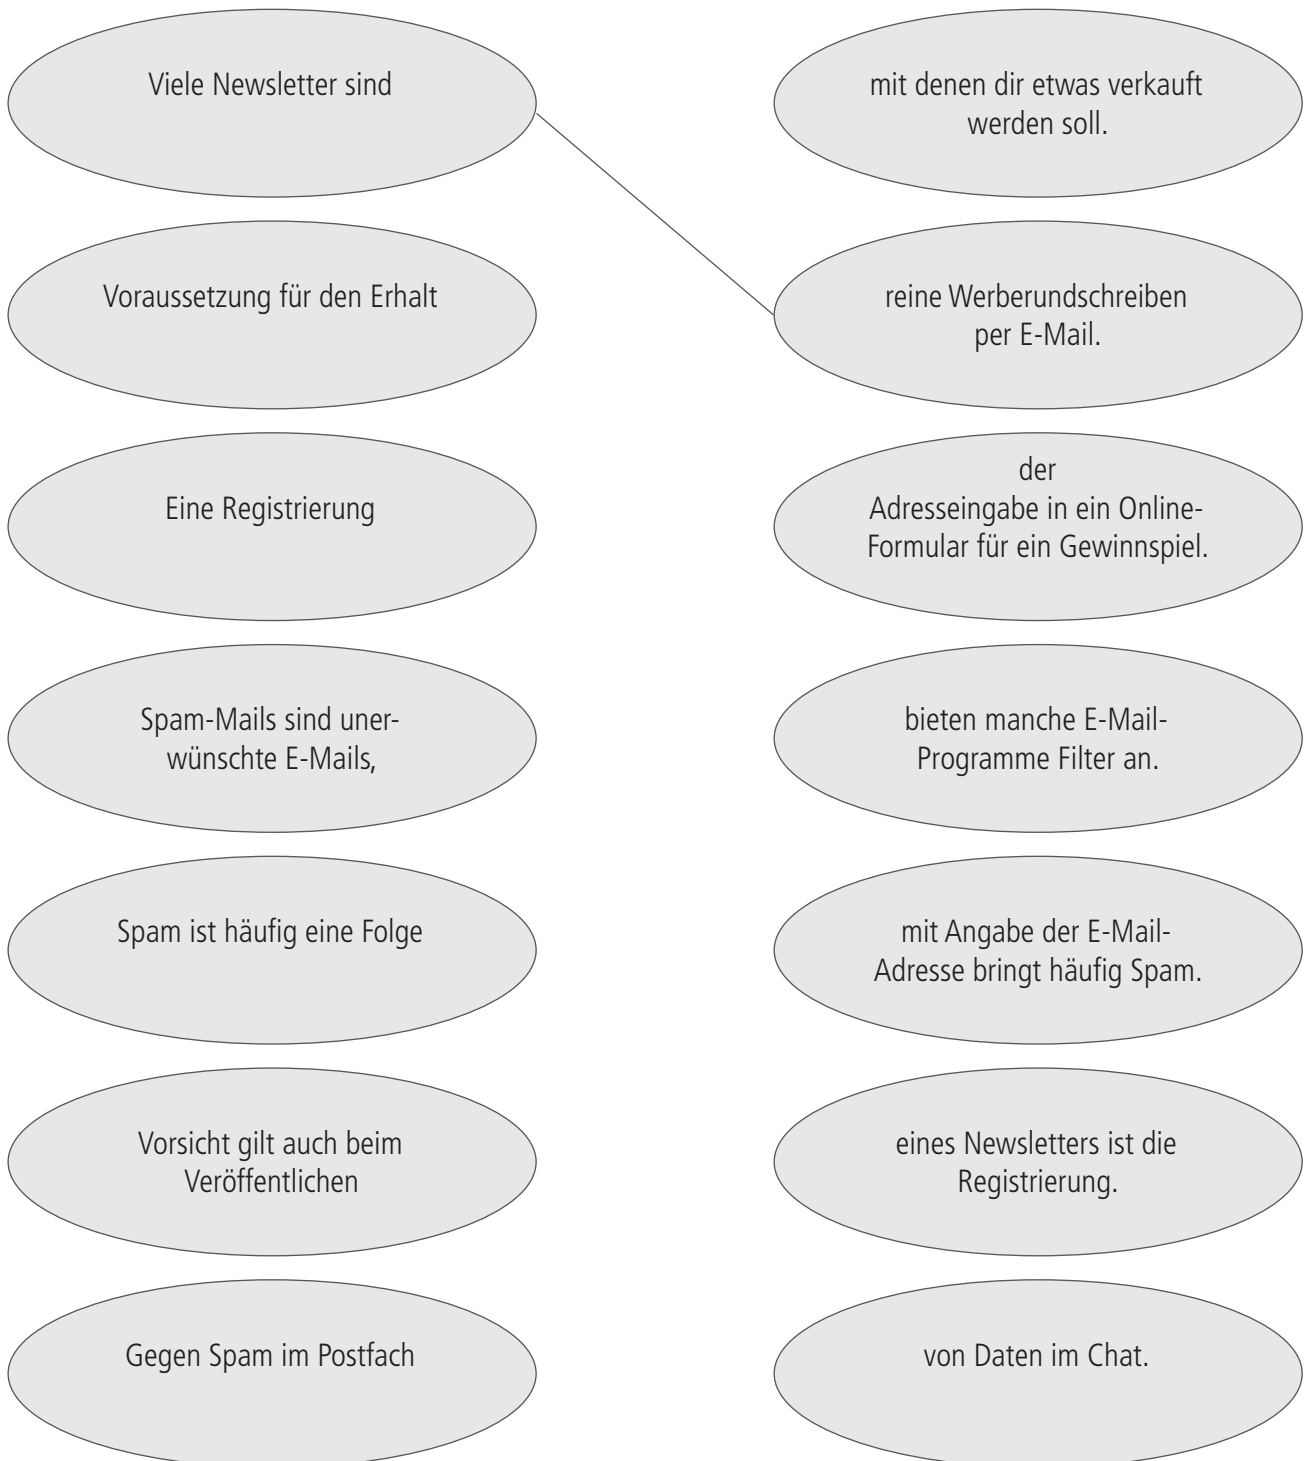 Viele Newsletter sind
mit denen dir etwas verkauft
werden soll.
Voraussetzung für den Erhalt
reine Werberundschreiben
per E-Mail.
Eine Registrierung
der
Adresseingabe in ein Online-
Formular für ein Gewinnspiel.
Spam-Mails sind uner-
wünschte E-Mails,
bieten manche E-Mail-
Programme Filter an.
Spam ist häufig eine Folge
mit Angabe der E-Mail-
Adresse bringt häufig Spam.
Vorsicht gilt auch beim
Veröffentlichen
eines Newsletters ist die
Registrierung.
Gegen Spam im Postfach
von Daten im Chat.